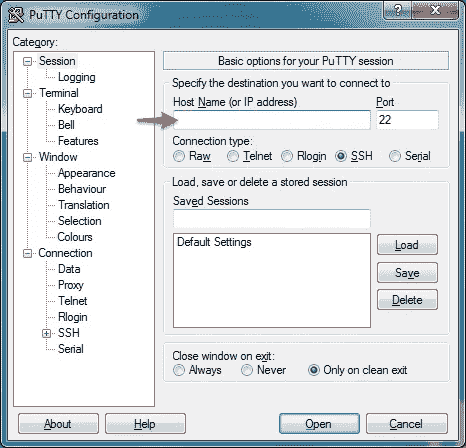 PuTTY Configuration
Category:
Session
Logging
Terminal
Keyboard
Bell
Features
Window
Appearance
Behaviour
Translation
Selection
Colours
Connection
Data
Proxy
Telnet
Rlogin
SSH
Serial
Basic options for your PuTTY session
Specify the destination you want to connect to
Host Name (or IP address) Port
22
Connection type:
Raw Telnet Rlogin SSH Serial
Load, save or delete a stored session
Saved Sessions
Default Settings
Load
Save
Delete
Close window on exit:
Always Never Only on clean exit
About Help Open Cancel